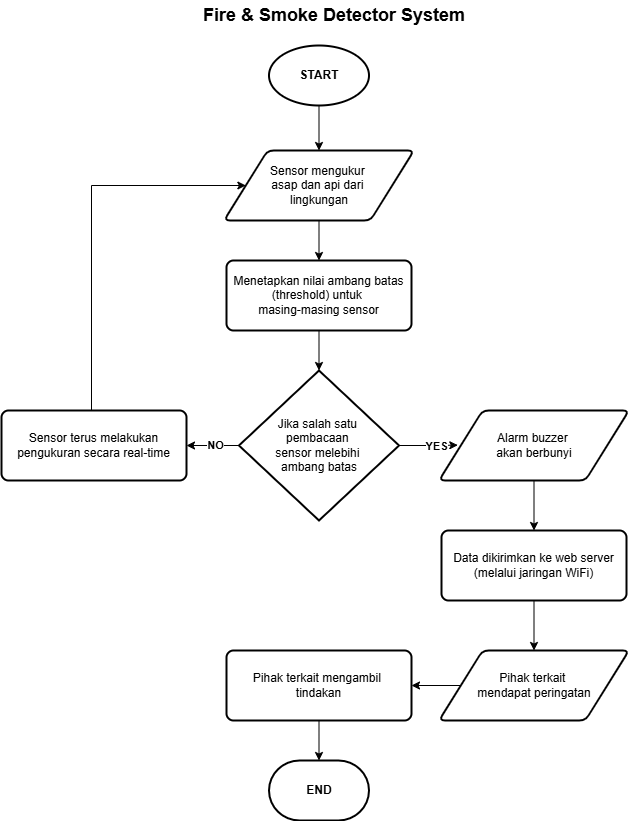 Fire & Smoke Detector System
START
Sensor mengukur
asap dan api dari
lingkungan
Menetapkan nilai ambang batas
(threshold) untuk
masing-masing sensor
Jika salah satu
pembacaan
sensor melebihi
ambang batas
NO
Sensor terus melakukan
pengukuran secara real-time
YES
Alarm buzzer
akan berbunyi
Data dikirimkan ke web server
(melalui jaringan WiFi)
Pihak terkait
mendapat peringatan
Pihak terkait mengambil
tindakan
END